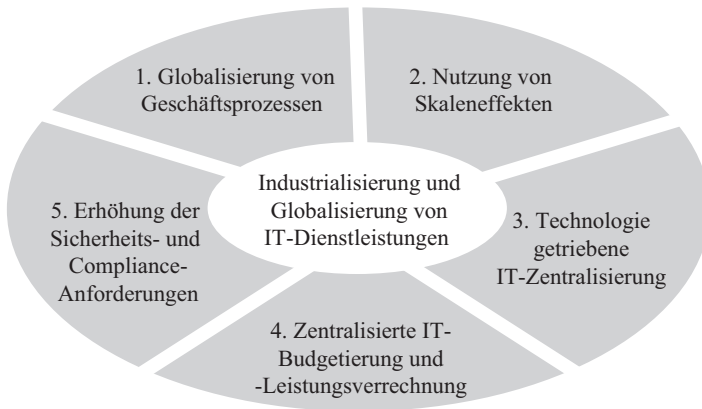 1. Globalisierung von
Geschäftsprozessen
2. Nutzung von
Skaleneffekten
Industrialisierung und
Globalisierung von
IT-Dienstleistungen
3. Technologie
getriebene
IT-Zentralisierung
4. Zentralisierte IT-
Budgetierung und
-Leistungsverrechnung
5. Erhöhung der
Sicherheits- und
Compliance-
Anforderungen